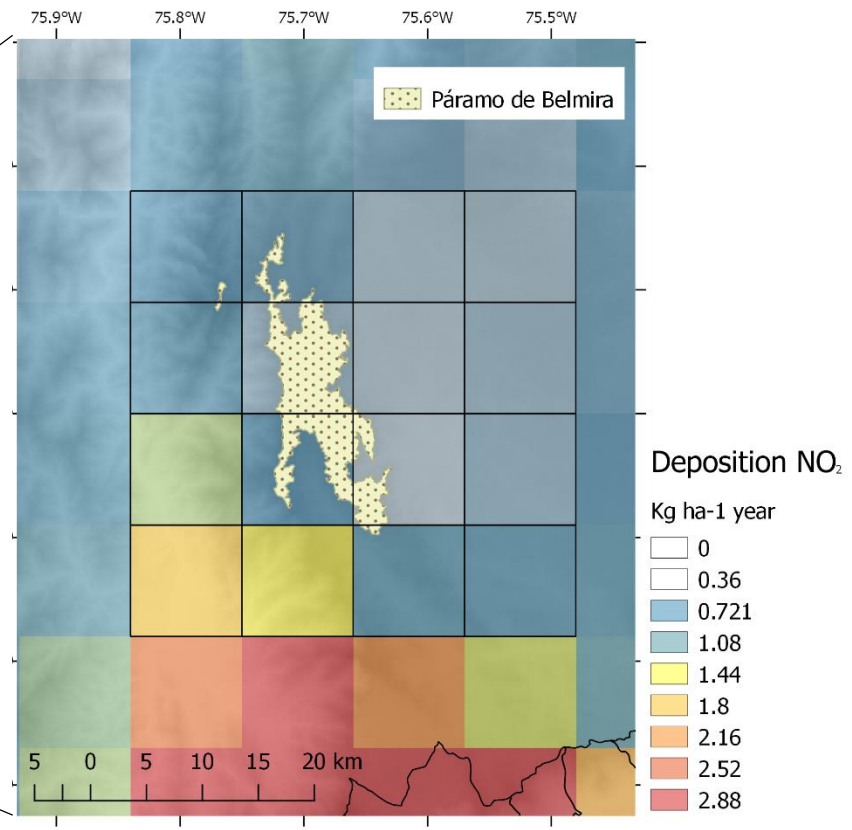 75.9°W 75.8°W 75.7°W 75.6°W 75.5°W
Páramo de Belmira
Deposition NO₂
Kg ha-1 year
0
0.36
0.721
1.08
1.44
1.8
2.16
2.52
2.88
5 0 5 10 15 20 km